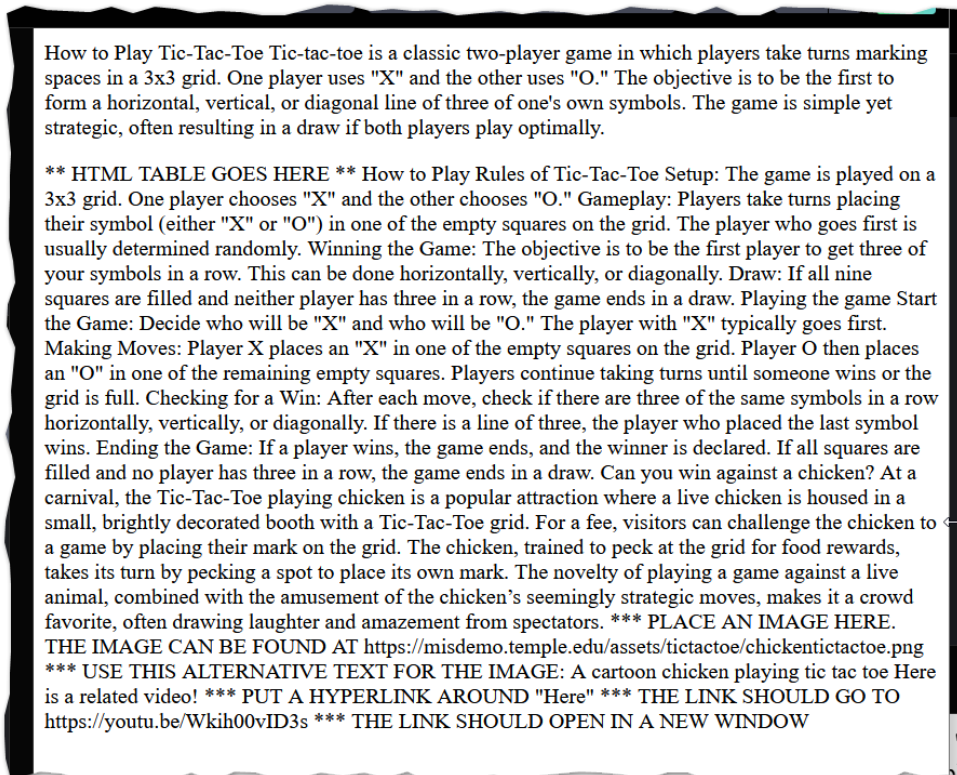 How to Play Tic-Tac-Toe Tic-tac-toe is a classic two-player game in which players take turns marking
spaces in a 3x3 grid. One player uses "X" and the other uses "O." The objective is to be the first to
form a horizontal, vertical, or diagonal line of three of one's own symbols. The game is simple yet
strategic, often resulting in a draw if both players play optimally.
** HTML TABLE GOES HERE ** How to Play Rules of Tic-Tac-Toe Setup: The game is played on a
3x3 grid. One player chooses "X" and the other chooses "O." Gameplay: Players take turns placing
their symbol (either "X" or "O") in one of the empty squares on the grid. The player who goes first is
usually determined randomly. Winning the Game: The objective is to be the first player to get three of
your symbols in a row. This can be done horizontally, vertically, or diagonally. Draw: If all nine
squares are filled and neither player has three in a row, the game ends in a draw. Playing the game Start
the Game: Decide who will be "X" and who will be "O." The player with "X" typically goes first.
Making Moves: Player X places an "X" in one of the empty squares on the grid. Player O then places
an "O" in one of the remaining empty squares. Players continue taking turns until someone wins or the
grid is full. Checking for a Win: After each move, check if there are three of the same symbols in a row
horizontally, vertically, or diagonally. If there is a line of three, the player who placed the last symbol
wins. Ending the Game: If a player wins, the game ends, and the winner is declared. If all squares are
filled and no player has three in a row, the game ends in a draw. Can you win against a chicken? At a
carnival, the Tic-Tac-Toe playing chicken is a popular attraction where a live chicken is housed in a
small, brightly decorated booth with a Tic-Tac-Toe grid. For a fee, visitors can challenge the chicken to
a game by placing their mark on the grid. The chicken, trained to peck at the grid for food rewards,
takes its turn by pecking a spot to place its own mark. The novelty of playing a game against a live
animal, combined with the amusement of the chicken’s seemingly strategic moves, makes it a crowd
favorite, often drawing laughter and amazement from spectators. *** PLACE AN IMAGE HERE.
THE IMAGE CAN BE FOUND AT https://misdemo.temple.edu/assets/tictactoe/chickentictactoe.png
*** USE THIS ALTERNATIVE TEXT FOR THE IMAGE: A cartoon chicken playing tic tac toe Here
is a related video! *** PUT A HYPERLINK AROUND "Here" *** THE LINK SHOULD GO TO
https://youtu.be/Wkih00vID3s *** THE LINK SHOULD OPEN IN A NEW WINDOW